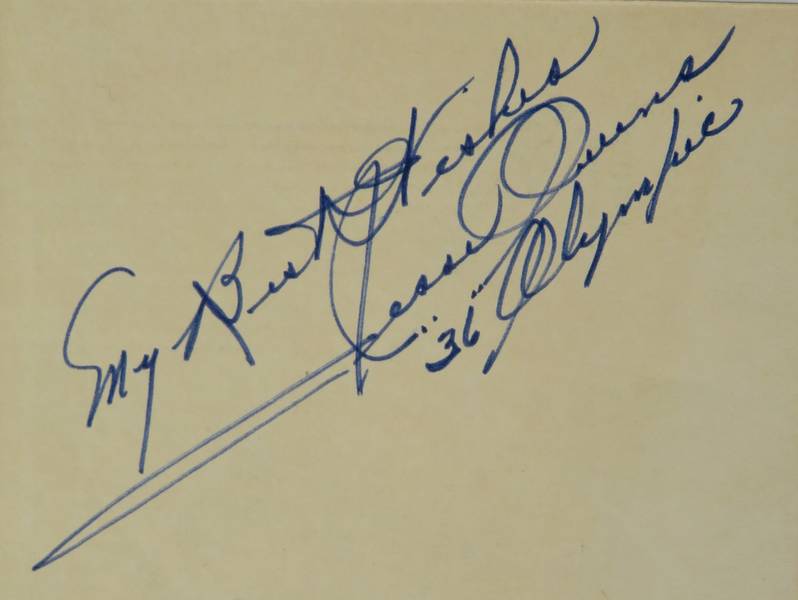 My Best Wishes
Jesse Owens
"36" Olympic